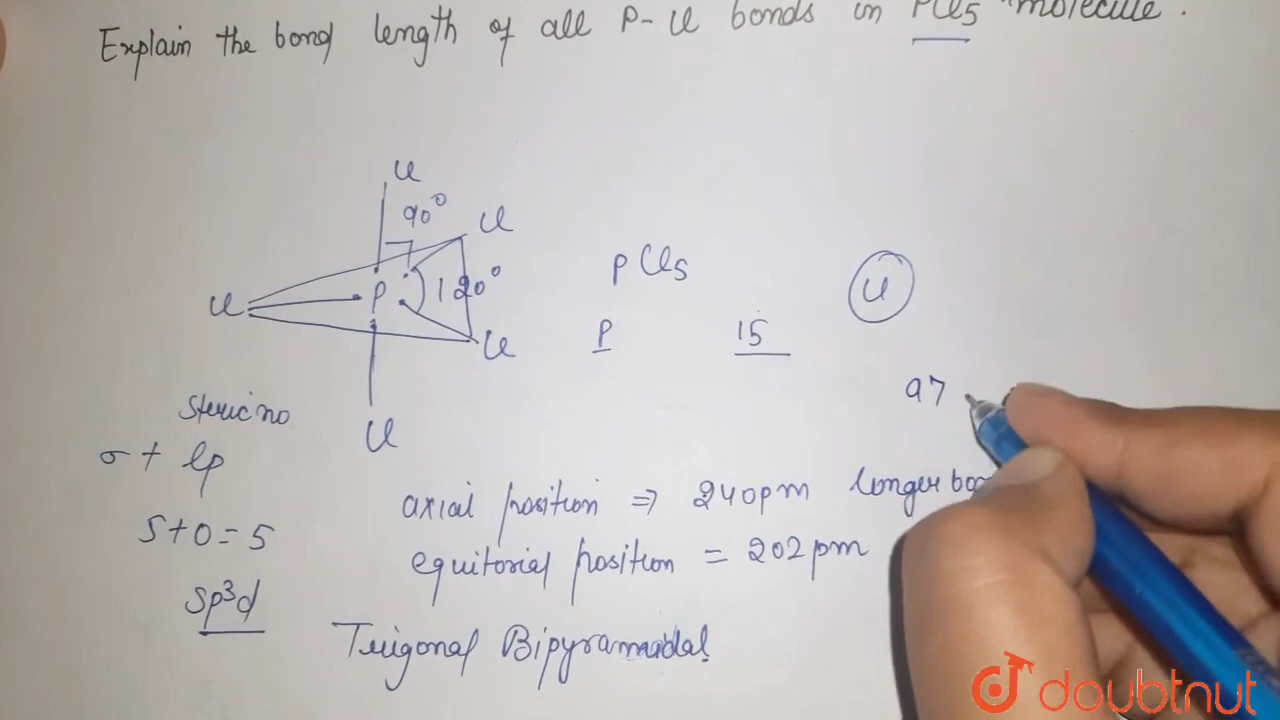 Explain the bond length of all P-Cl bonds in PCl5 molecule.
Cl
90°
Cl
Cl
P
120°
Cl
Cl
PCl5
P 15
Cl
97
Steric no
σ + lp
5+0=5
sp³d
axial position ⇒ 240pm longer bon
equitorial position = 202pm
Trigonal Bipyramidal.
doubtnut